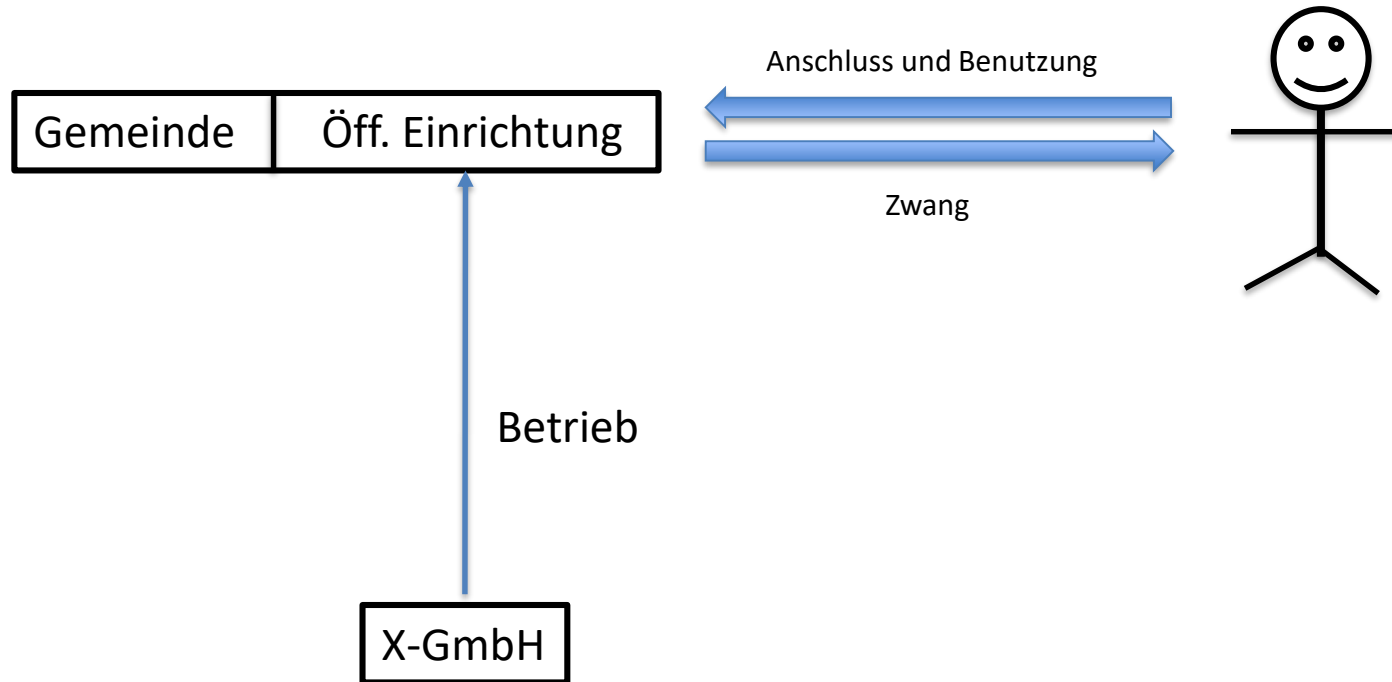 Anschluss und Benutzung
Gemeinde
Öff. Einrichtung
Zwang
Betrieb
X-GmbH